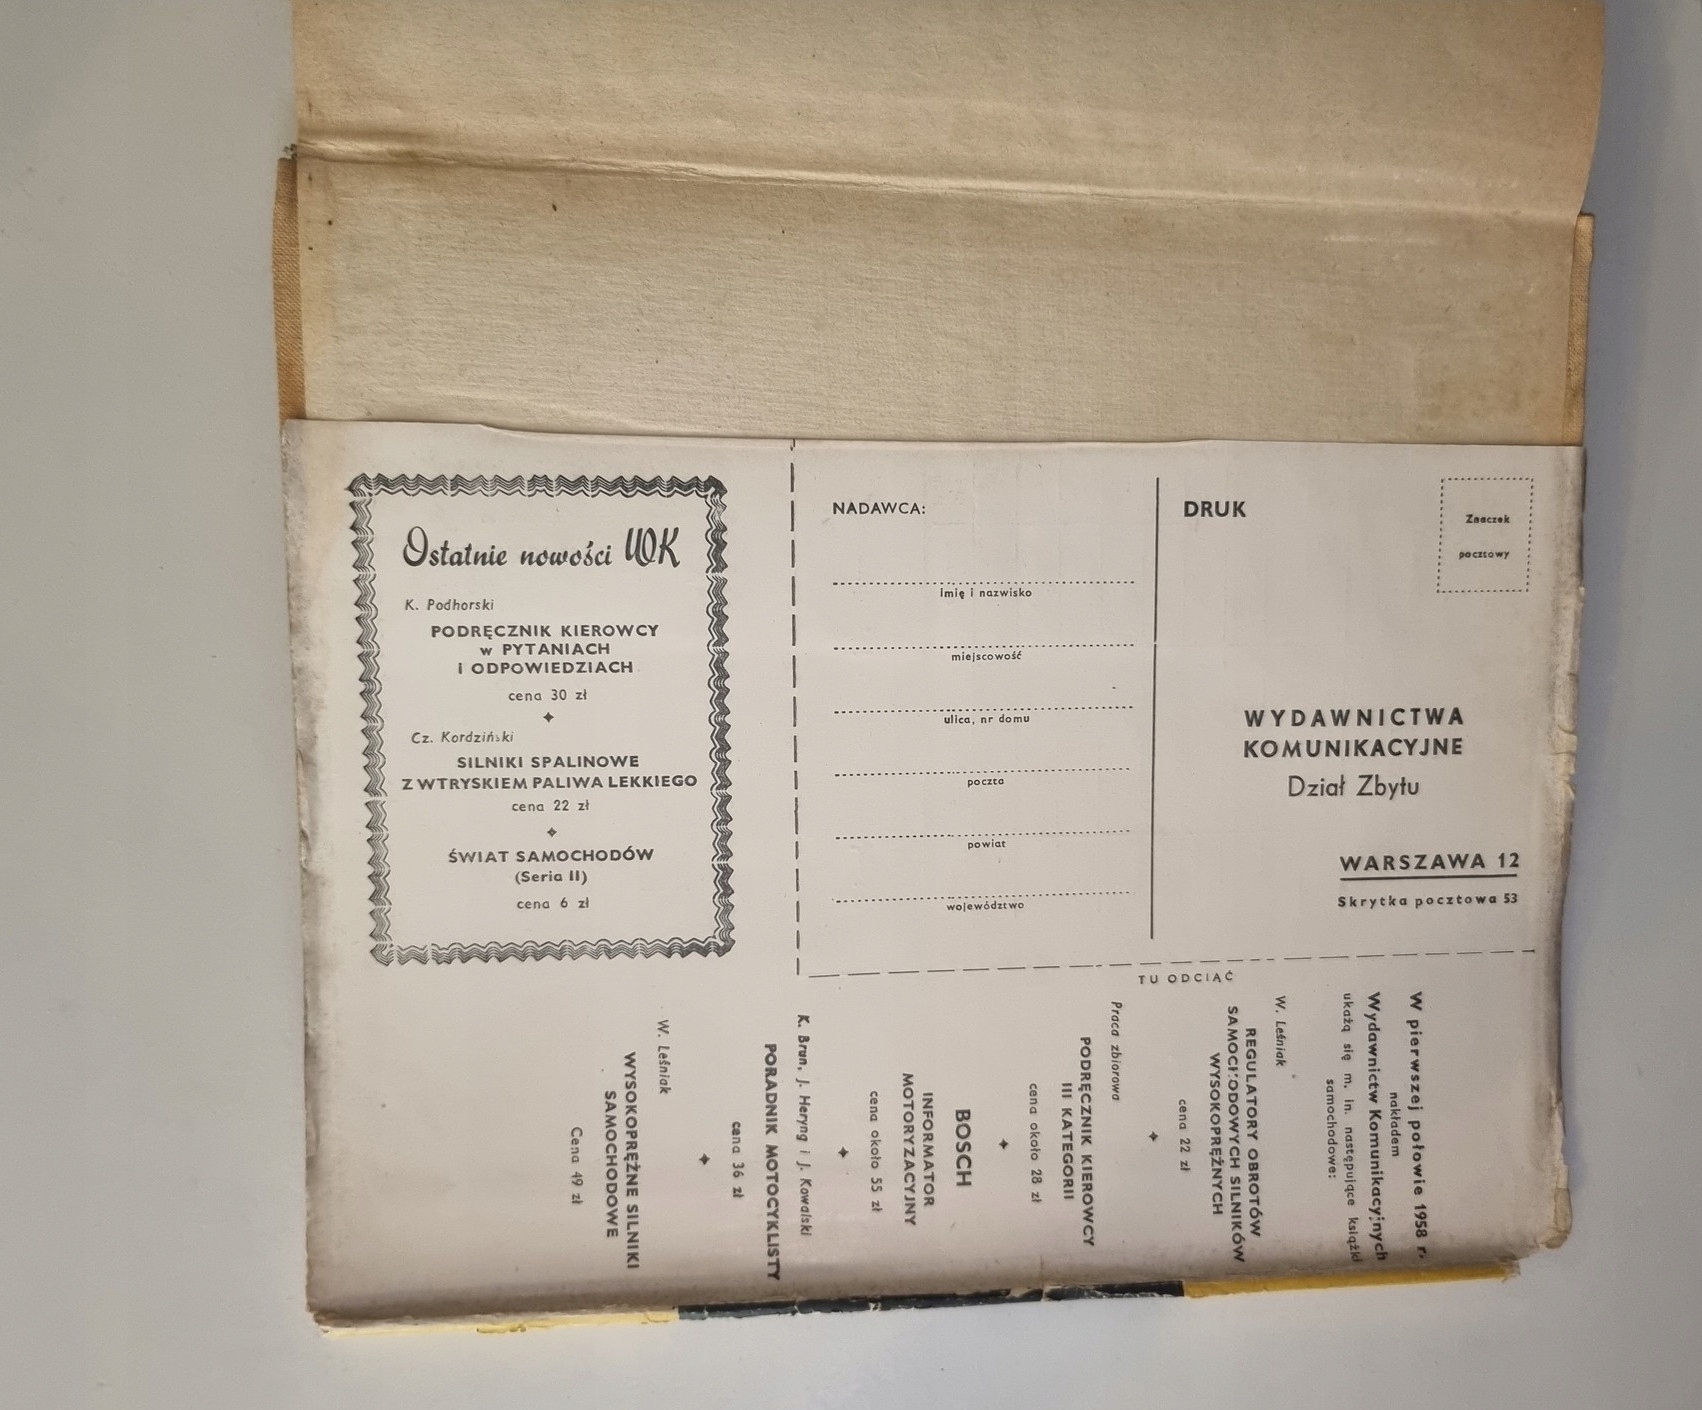 Ostatnie nowości WK
K. Podhorski
PODRĘCZNIK KIEROWCY
w PYTANIACH
i ODPOWIEDZIACH
cena 30 zł
Cz. Kordziński
SILNIKI SPALINOWE
Z WTRYSKIEM PALIWA LEKKIEGO
cena 22 zł
ŚWIAT SAMOCHODÓW
(Seria II)
cena 6 zł
NADAWCA:
imię i nazwisko
miejscowość
ulica, nr domu
poczta
powiat
województwo
DRUK
Znaczek
pocztowy
WYDAWNICTWA
KOMUNIKACYJNE
Dział Zbytu
WARSZAWA 12
Skrytka pocztowa 53
TU ODCIĄĆ
W pierwszej połowie 1958 r.
nakładem
Wydawnictw Komunikacyjnych
ukażą się m. in. następujące książki
samochodowe:
W. Leśniak
REGULATORY OBROTÓW
SAMOCHODOWYCH SILNIKÓW
WYSOKOPRĘŻNYCH
cena 22 zł
Praca zbiorowa
PODRĘCZNIK KIEROWCY
III KATEGORII
cena około 28 zł
BOSCH
INFORMATOR
MOTORYZACYJNY
cena około 55 zł
K. Brun, J. Heryng i J. Kowalski
PORADNIK MOTOCYKLISTY
cena 36 zł
W. Leśniak
WYSOKOPRĘŻNE SILNIKI
SAMOCHODOWE
Cena 49 zł